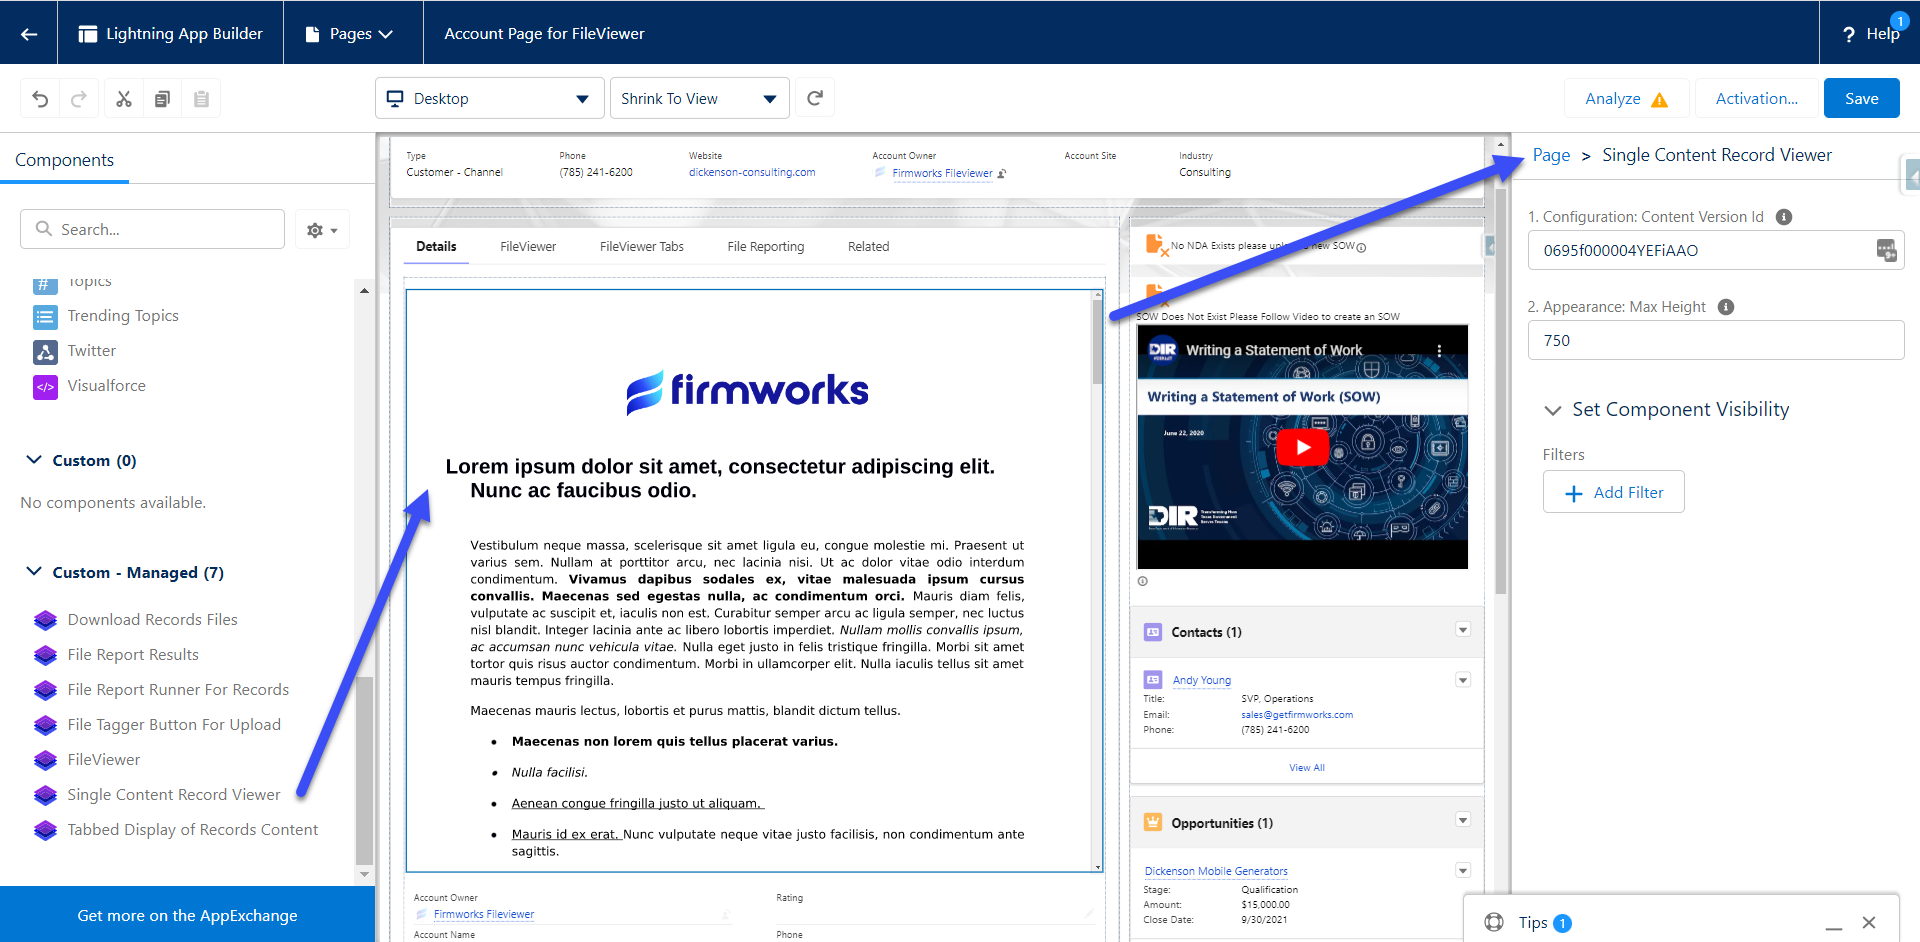 Lightning App Builder
Pages
Account Page for FileViewer
? Help
1
Desktop
Shrink To View
Analyze
Activation...
Save
Components
Search...
# Topics
Trending Topics
Twitter
</> Visualforce
Custom (0)
No components available.
Custom - Managed (7)
Download Records Files
File Report Results
File Report Runner For Records
File Tagger Button For Upload
FileViewer
Single Content Record Viewer
Tabbed Display of Records Content
Get more on the AppExchange
Type
Customer - Channel
Phone
(785) 241-6200
Website
dickenson-consulting.com
Account Owner
Firmworks Fileviewer
Account Site
Industry
Consulting
Details
FileViewer
FileViewer Tabs
File Reporting
Related
firmworks
Lorem ipsum dolor sit amet, consectetur adipiscing elit.
Nunc ac faucibus odio.
Vestibulum neque massa, scelerisque sit amet ligula eu, congue molestie mi. Praesent ut
varius sem. Nullam at porttitor arcu, nec lacinia nisi. Ut ac dolor vitae odio interdum
condimentum. Vivamus dapibus sodales ex, vitae malesuada ipsum cursus
convallis. Maecenas sed egestas nulla, ac condimentum orci. Mauris diam felis,
vulputate ac suscipit et, iaculis non est. Curabitur semper arcu ac ligula semper, nec luctus
nisl blandit. Integer lacinia ante ac libero lobortis imperdiet. Nullam mollis convallis ipsum,
ac accumsan nunc vehicula vitae. Nulla eget justo in felis tristique fringilla. Morbi sit amet
tortor quis risus auctor condimentum. Morbi in ullamcorper elit. Nulla iaculis tellus sit amet
mauris tempus fringilla.
Maecenas mauris lectus, lobortis et purus mattis, blandit dictum tellus.
• Maecenas non lorem quis tellus placerat varius.
• Nulla facilisi.
• Aenean congue fringilla justo ut aliquam.
• Mauris id ex erat. Nunc vulputate neque vitae justo facilisis, non condimentum ante
sagittis.
Account Owner
Firmworks Fileviewer
Account Name
Rating
Phone
No NDA Exists please new SOW
SOW Does Not Exist Please Follow Video to create an SOW
DIR
Writing a Statement of Work
Writing a Statement of Work (SOW)
June 22, 2020
DIR
Contacts (1)
Andy Young
Title: SVP, Operations
Email: sales@getfirmworks.com
Phone: (785) 241-6200
View All
Opportunities (1)
Dickenson Mobile Generators
Stage: Qualification
Amount: $15,000.00
Close Date: 9/30/2021
Page > Single Content Record Viewer
1. Configuration: Content Version Id
0695f000004YEFiAAO
2. Appearance: Max Height
750
Set Component Visibility
Filters
+ Add Filter
Tips 1